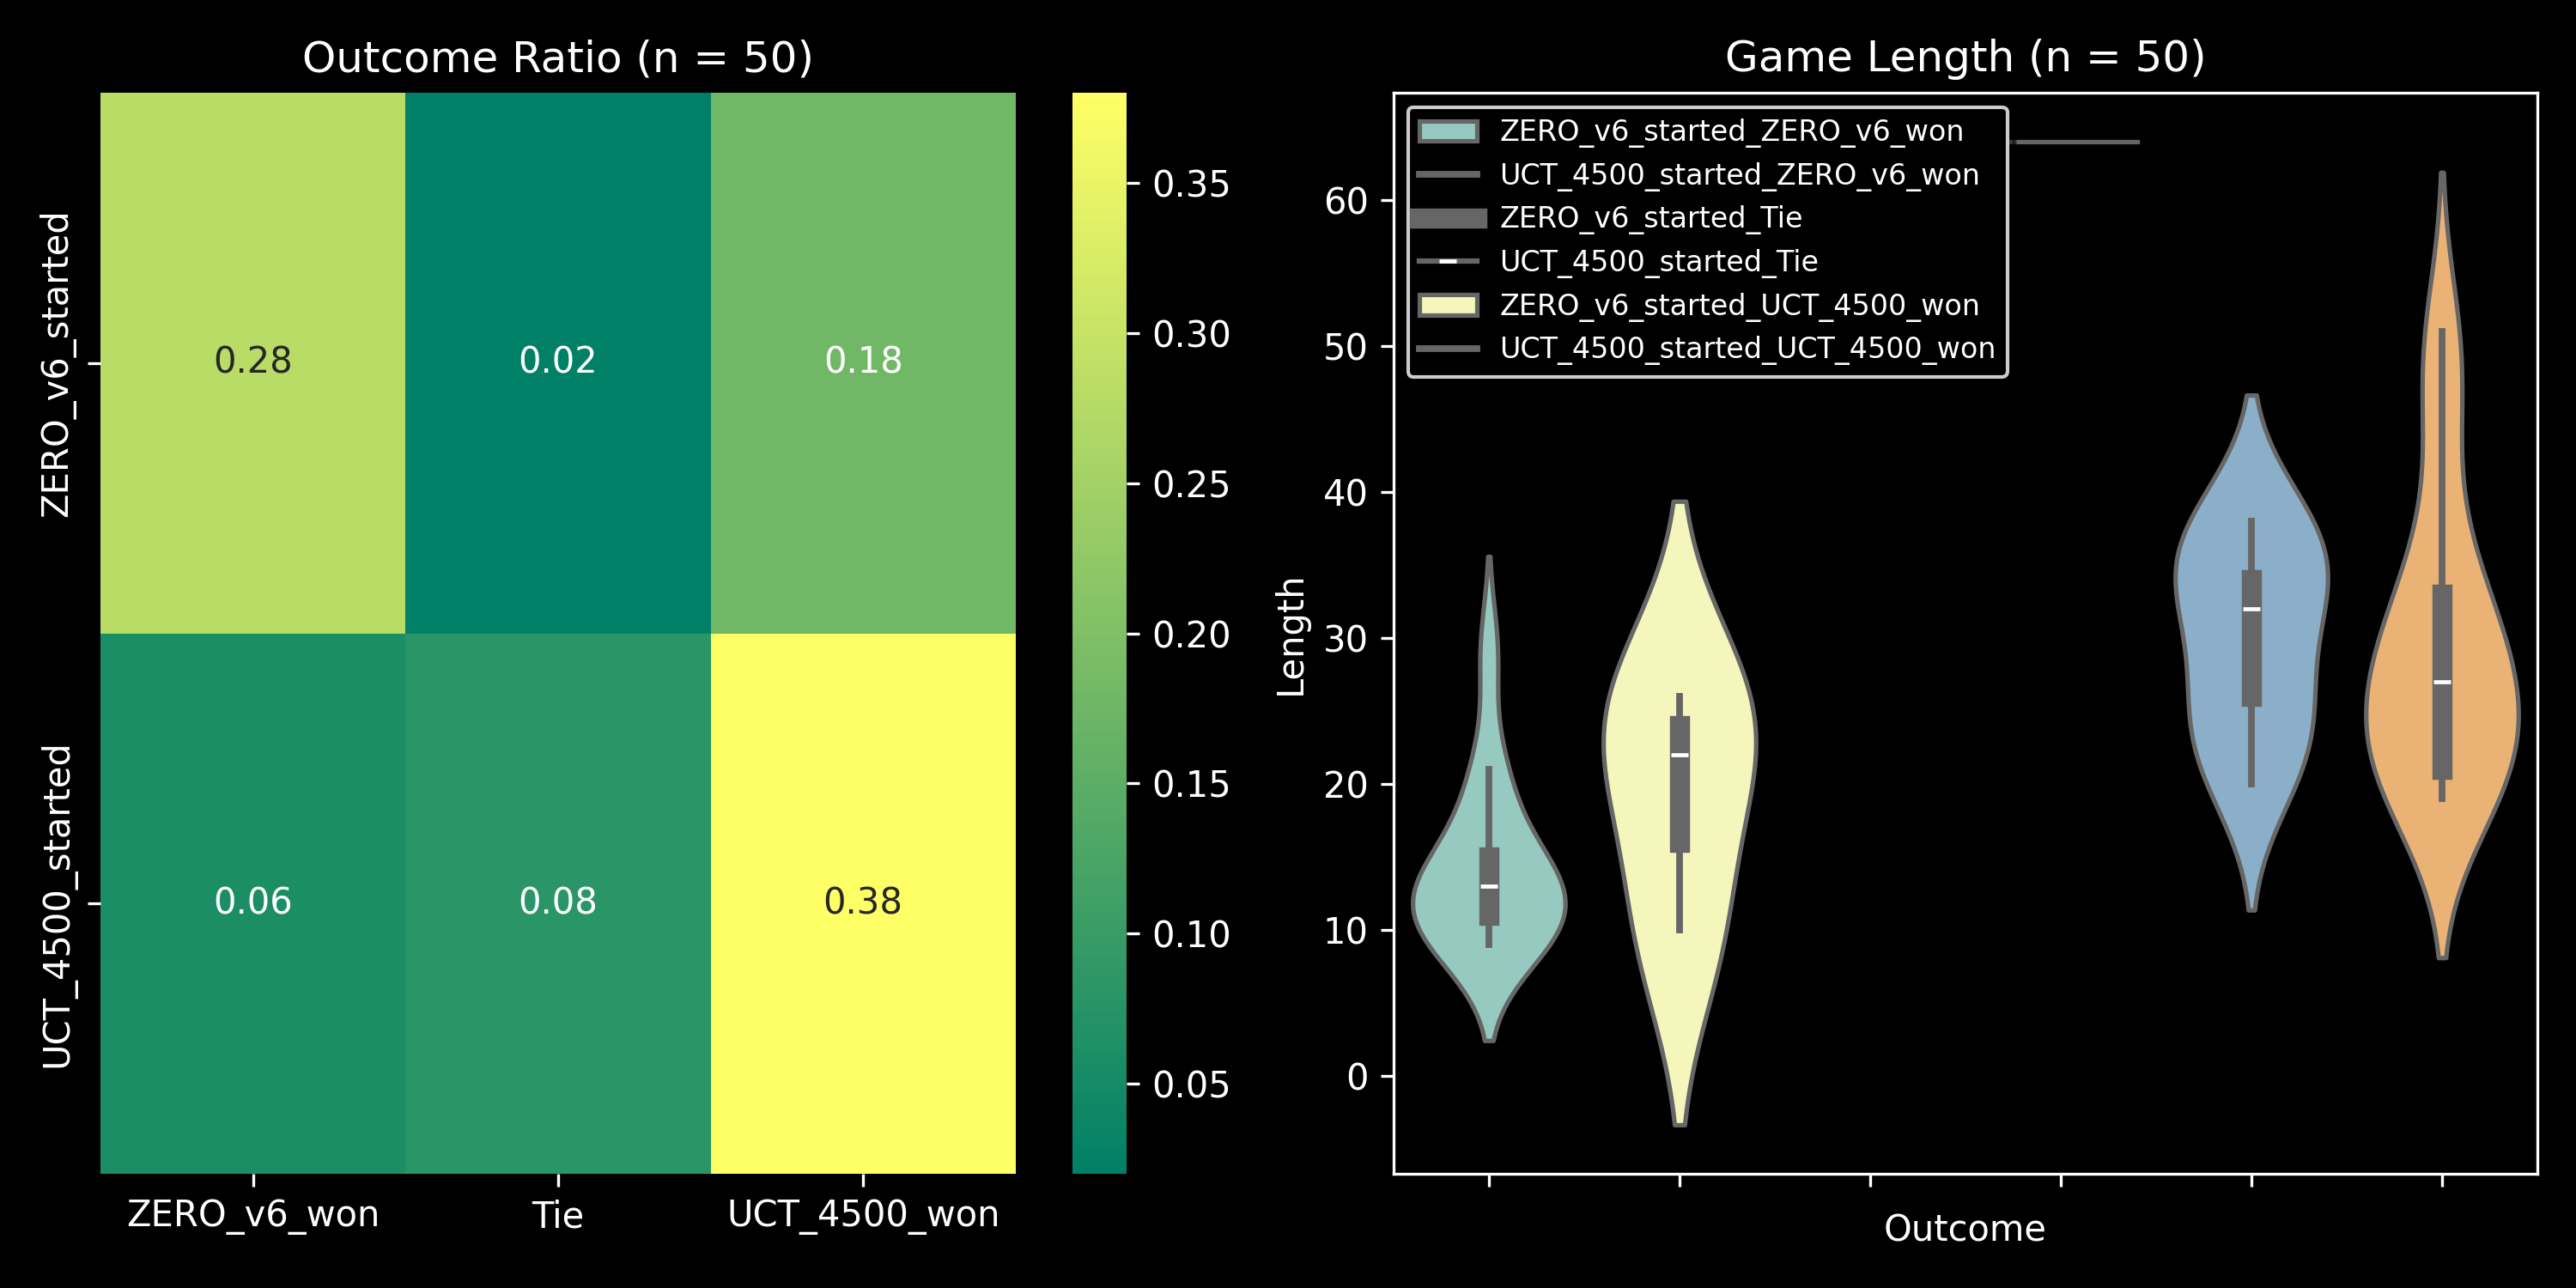 Outcome Ratio (n = 50)
ZERO_v6_started
UCT_4500_started
0.28
0.02
0.18
0.06
0.08
0.38
ZERO_v6_won
Tie
UCT_4500_won
0.35
0.30
0.25
0.20
0.15
0.10
0.05
Game Length (n = 50)
ZERO_v6_started_ZERO_v6_won
UCT_4500_started_ZERO_v6_won
ZERO_v6_started_Tie
UCT_4500_started_Tie
ZERO_v6_started_UCT_4500_won
UCT_4500_started_UCT_4500_won
Length
60
50
40
30
20
10
0
Outcome